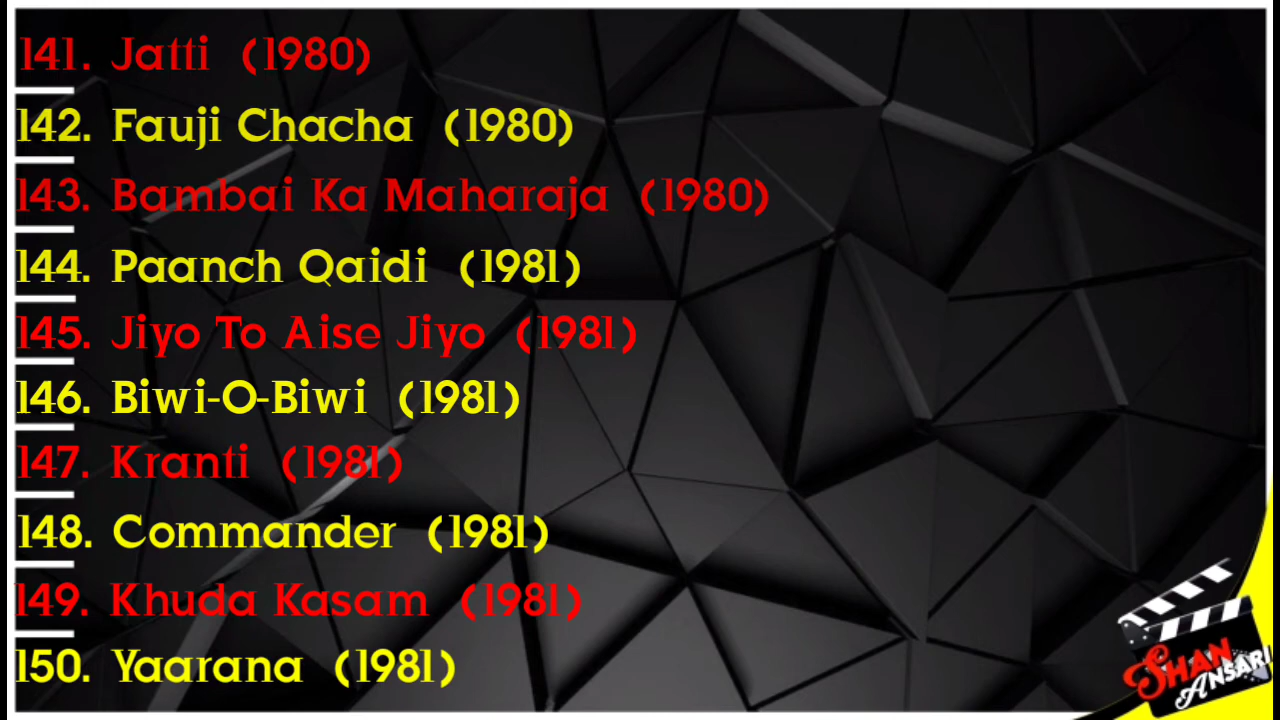 141. Jatti (1980)
142. Fauji Chacha (1980)
143. Bambai Ka Maharaja (1980)
144. Paanch Qaidi (1981)
145. Jiyo To Aise Jiyo (1981)
146. Biwi-O-Biwi (1981)
147. Kranti (1981)
148. Commander (1981)
149. Khuda Kasam (1981)
150. Yaarana (1981)
SHAN
ANSARI